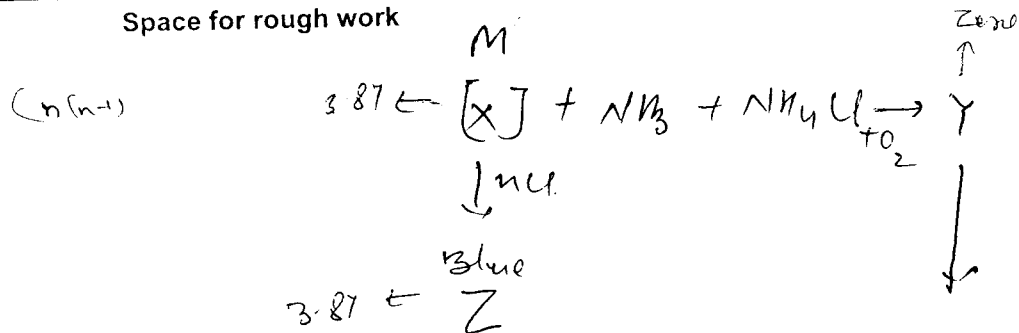 Space for rough work
M
Zero
(n(n-1)
3.87 ← [X] + NH3 + NH4Cl +O2 → Y
↓ HCl
Blue
3.87 ← Z